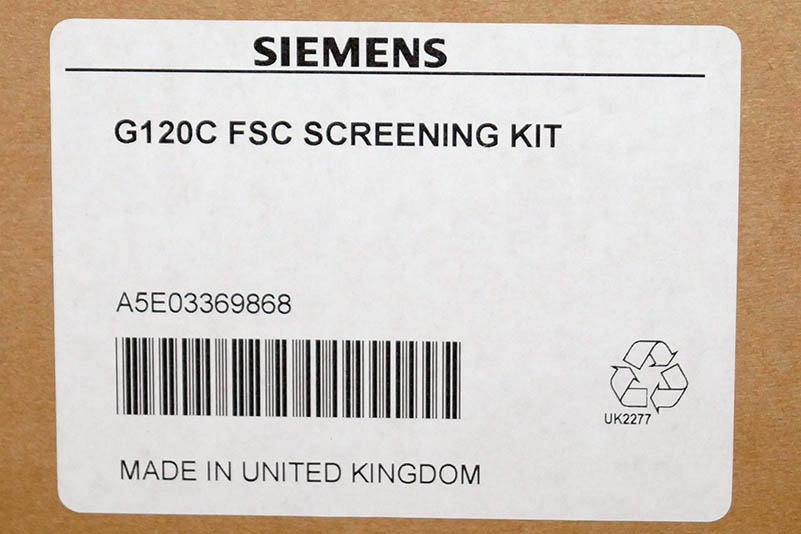 SIEMENS
G120C FSC SCREENING KIT
A5E03369868
UK2277
MADE IN UNITED KINGDOM